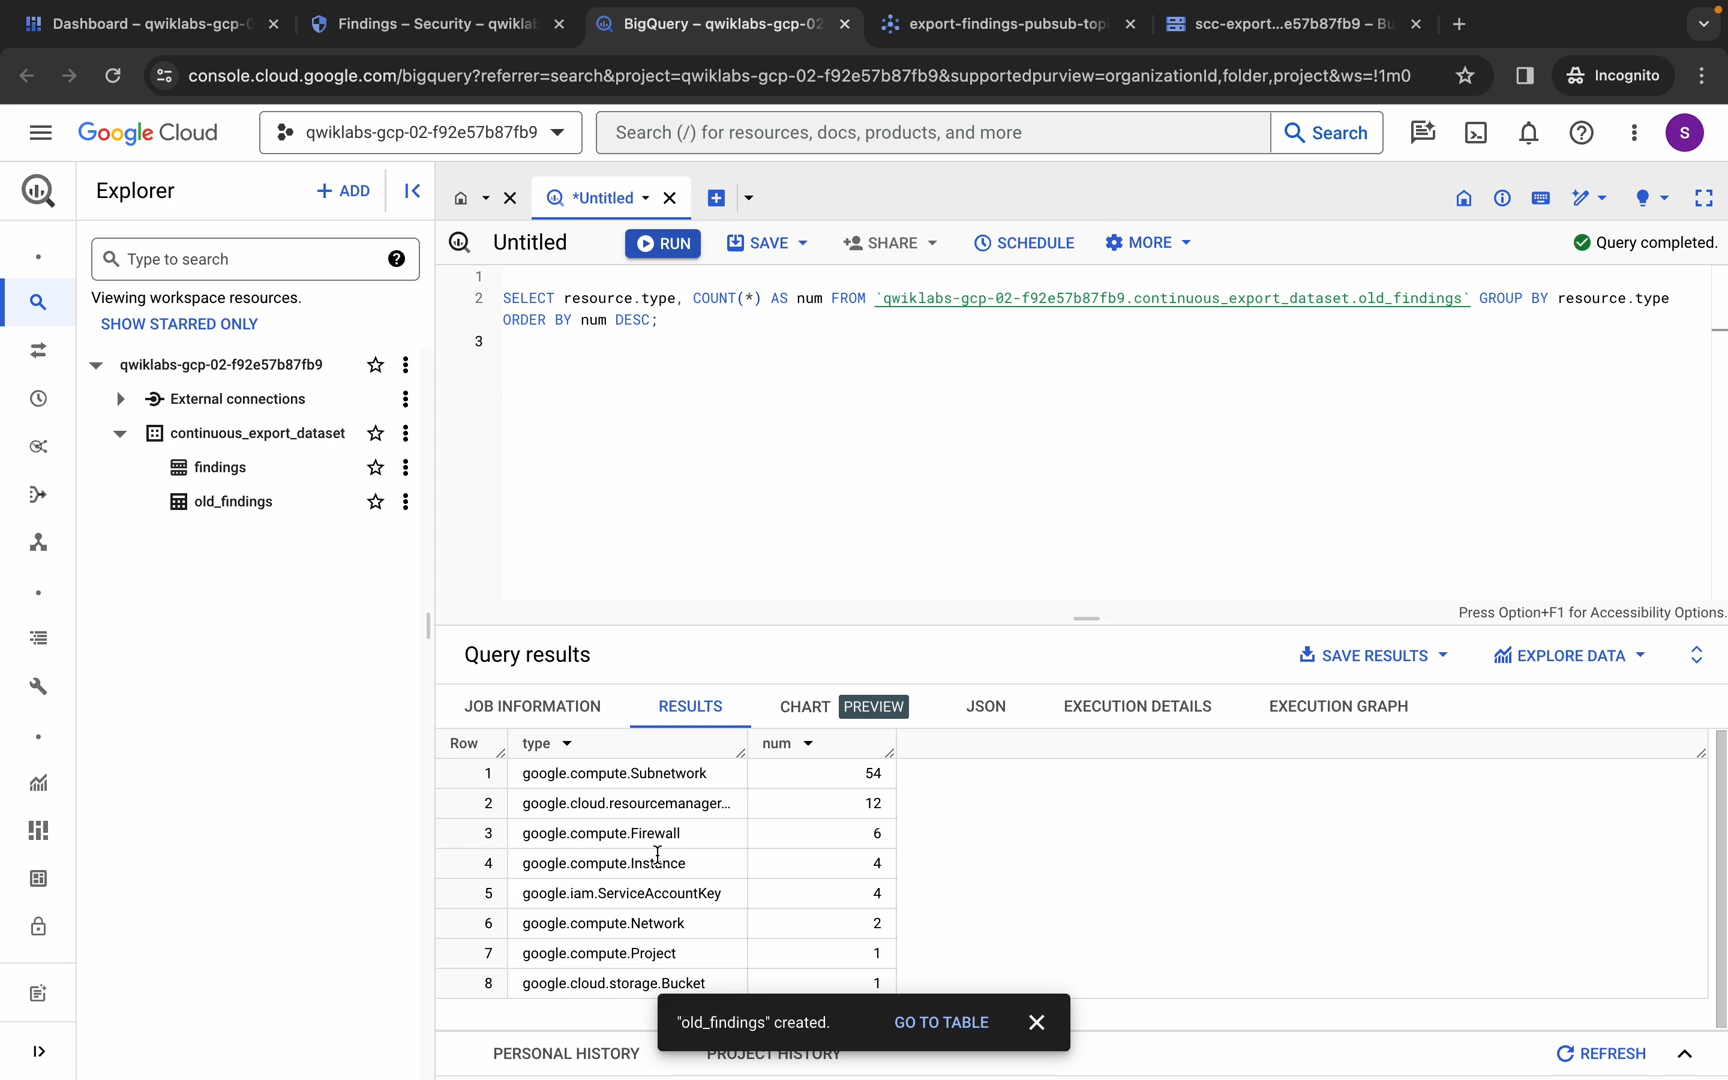 Dashboard – qwiklabs-gcp-0
Findings – Security – qwiklab
BigQuery – qwiklabs-gcp-02
export-findings-pubsub-top
scc-export...e57b87fb9 – Bu
console.cloud.google.com/bigquery?referrer=search&project=qwiklabs-gcp-02-f92e57b87fb9&supportedpurview=organizationId,folder,project&ws=!1m0
Incognito
Google Cloud
qwiklabs-gcp-02-f92e57b87fb9
Search (/) for resources, docs, products, and more
Search
S
Explorer
+ ADD
*Untitled
Untitled
RUN
SAVE
SHARE
SCHEDULE
MORE
Query completed.
Type to search
Viewing workspace resources.
SHOW STARRED ONLY
qwiklabs-gcp-02-f92e57b87fb9
External connections
continuous_export_dataset
findings
old_findings
1
2 SELECT resource.type, COUNT(*) AS num FROM `qwiklabs-gcp-02-f92e57b87fb9.continuous_export_dataset.old_findings` GROUP BY resource.type
ORDER BY num DESC;
3
Press Option+F1 for Accessibility Options.
Query results
SAVE RESULTS
EXPLORE DATA
JOB INFORMATION
RESULTS
CHART PREVIEW
JSON
EXECUTION DETAILS
EXECUTION GRAPH
Row type num
1 google.compute.Subnetwork 54
2 google.cloud.resourcemanager... 12
3 google.compute.Firewall 6
4 google.compute.Instance 4
5 google.iam.ServiceAccountKey 4
6 google.compute.Network 2
7 google.compute.Project 1
8 google.cloud.storage.Bucket 1
"old_findings" created.
GO TO TABLE
PERSONAL HISTORY
PROJECT HISTORY
REFRESH